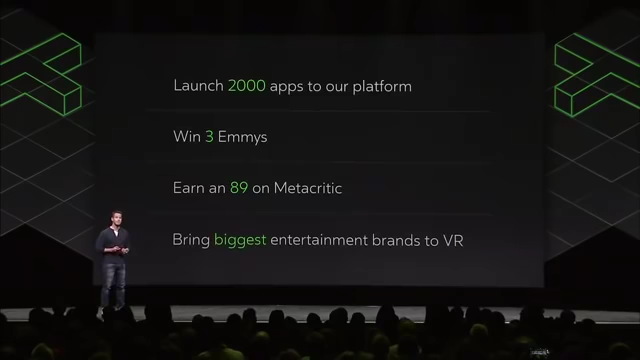 Launch 2000 apps to our platform
Win 3 Emmys
Earn an 89 on Metacritic
Bring biggest entertainment brands to VR